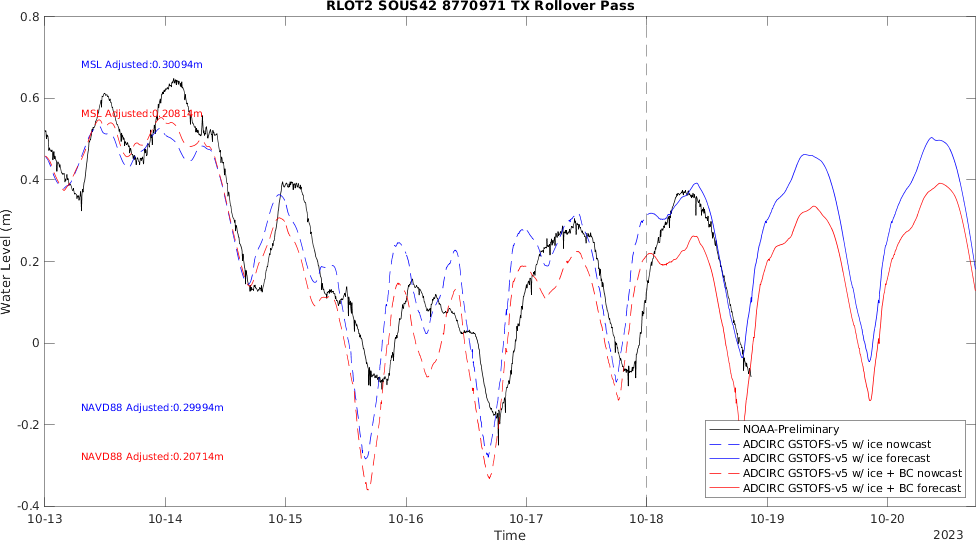 RLOT2 SOUS42 8770971 TX Rollover Pass
0.8
MSL Adjusted:0.30094m
0.6
MSL Adjusted:0.20814m
0.4
0.2
Water Level (m)
0
NAVD88 Adjusted:0.29994m
-0.2
NAVD88 Adjusted:0.20714m
-0.4
NOAA-Preliminary
ADCIRC GSTOFS-v5 w/ ice nowcast
ADCIRC GSTOFS-v5 w/ ice forecast
ADCIRC GSTOFS-v5 w/ice + BC nowcast
ADCIRC GSTOFS-v5 w/ice + BC forecast
10-13 10-14 10-15 10-16 10-17 10-18 10-19 10-20
Time
2023